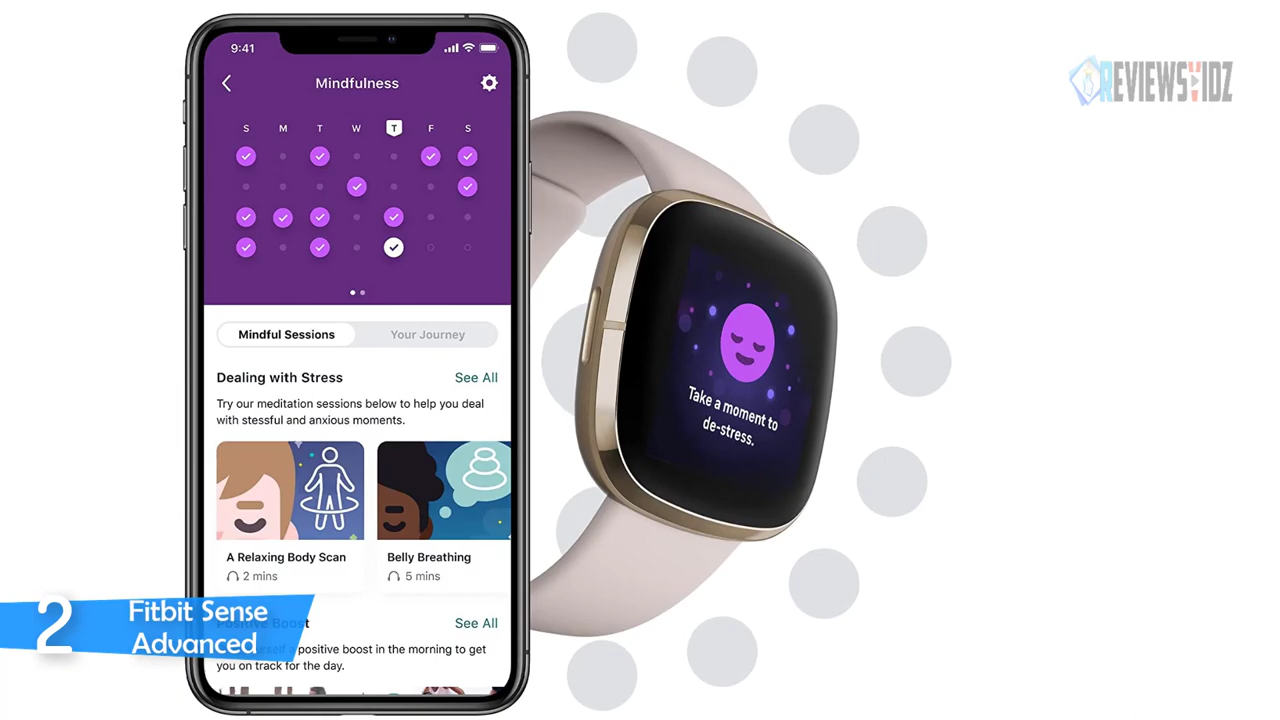 9:41
REVIEWSVIDZ
Mindfulness
S M T W T F S
Mindful Sessions Your Journey
Dealing with Stress See All
Try our meditation sessions below to help you deal
with stessful and anxious moments.
A Relaxing Body Scan
2 mins
Belly Breathing
5 mins
Positive Boost See All
a positive boost in the morning to get
you on track for the day.
Take a moment to
de-stress.
2
Fitbit Sense
Advanced